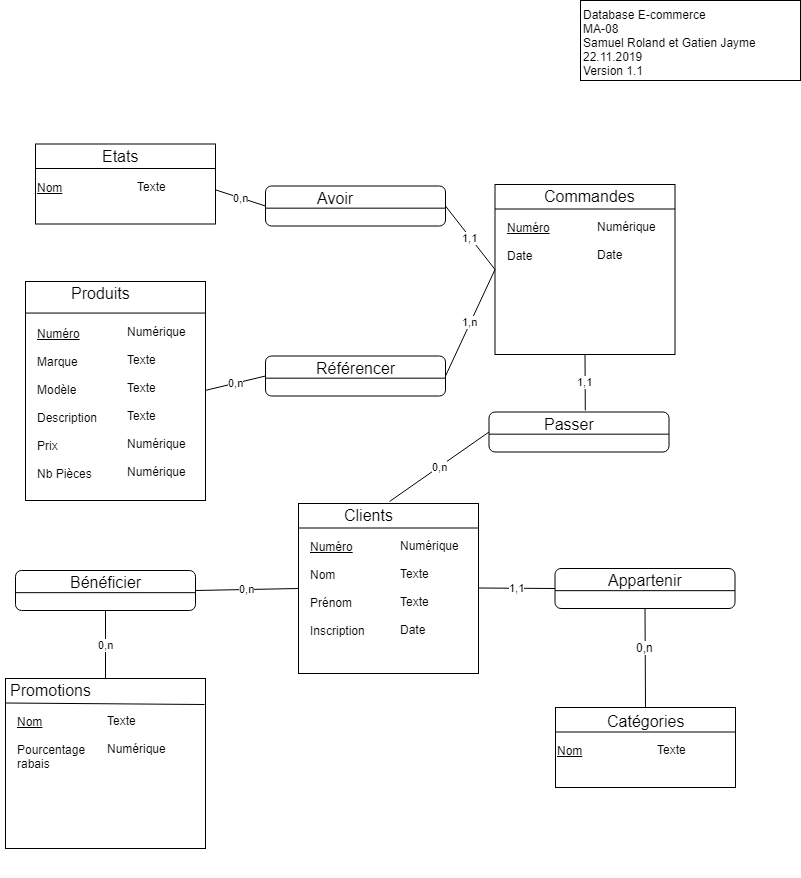 Database E-commerce
MA-08
Samuel Roland et Gatien Jayme
22.11.2019
Version 1.1
Etats
Nom Texte
0,n
Avoir
1,1
Commandes
Numéro Numérique
Date Date
Produits
Numéro Numérique
Marque Texte
Modèle Texte
Description Texte
Prix Numérique
Nb Pièces Numérique
0,n
Référencer
1,n
1,1
Passer
0,n
Clients
Numéro Numérique
Nom Texte
Prénom Texte
Inscription Date
Bénéficier
0,n
1,1
Appartenir
0,n
0,n
Promotions
Nom Texte
Pourcentage Numérique
rabais
Catégories
Nom Texte